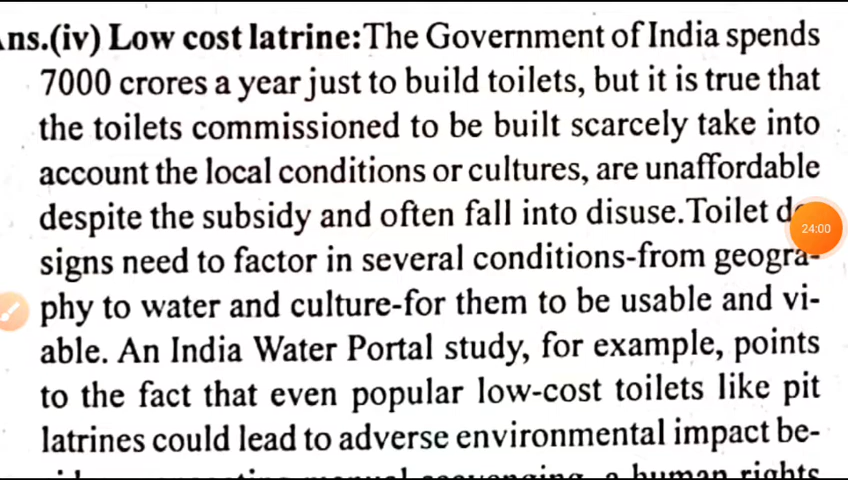 ns.(iv) Low cost latrine:The Government of India spends
7000 crores a year just to build toilets, but it is true that
the toilets commissioned to be built scarcely take into
account the local conditions or cultures, are unaffordable
despite the subsidy and often fall into disuse.Toilet
24:00
signs need to factor in several conditions-from geogra-
phy to water and culture-for them to be usable and vi-
able. An India Water Portal study, for example, points
to the fact that even popular low-cost toilets like pit
latrines could lead to adverse environmental impact be-
manual scavenging, a human rights